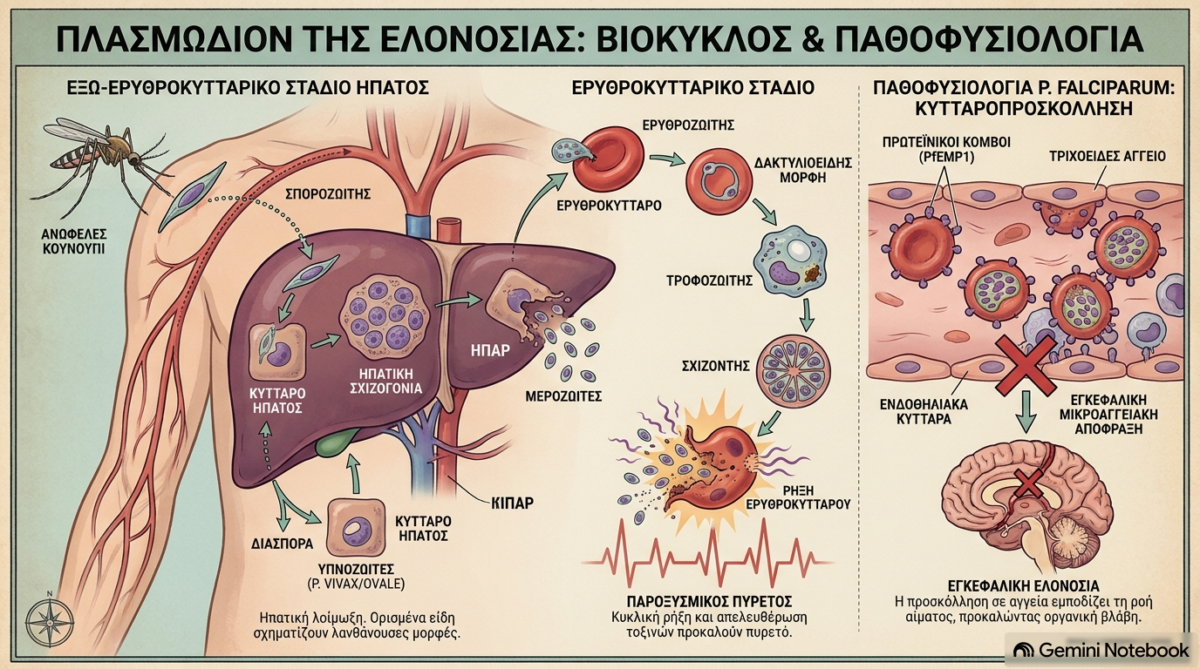 ΠΛΑΣΜΩΔΙΟΝ ΤΗΣ ΕΛΟΝΟΣΙΑΣ: ΒΙΟΚΥΚΛΟΣ & ΠΑΘΟΦΥΣΙΟΛΟΓΙΑ
ΕΞΩ-ΕΡΥΘΡΟΚΥΤΤΑΡΙΚΟ ΣΤΑΔΙΟ ΗΠΑΤΟΣ
ΑΝΩΦΕΛΕΣ
ΚΟΥΝΟΥΠΙ
ΣΠΟΡΟΖΩΙΤΗΣ
ΚΥΤΤΑΡΟ
ΗΠΑΤΟΣ
ΗΠΑΤΙΚΗ
ΣΧΙΖΟΓΟΝΙΑ
ΗΠΑΡ
ΜΕΡΟΖΩΙΤΕΣ
ΚΙΠΑΡ
ΔΙΑΣΠΟΡΑ
ΚΥΤΤΑΡΟ
ΗΠΑΤΟΣ
ΥΠΝΟΖΩΙΤΕΣ
(P. VIVAX/OVALE)
N
Ηπατική λοίμωξη. Ορισμένα είδη
σχηματίζουν λανθάνουσες μορφές.
ΕΡΥΘΡΟΚΥΤΤΑΡΙΚΟ ΣΤΑΔΙΟ
ΕΡΥΘΡΟΖΩΙΤΗΣ
ΕΡΥΘΡΟΚΥΤΤΑΡΟ
ΔΑΚΤΥΛΙΟΕΙΔΗΣ
ΜΟΡΦΗ
ΤΡΟΦΟΖΩΙΤΗΣ
ΣΧΙΖΟΝΤΗΣ
ΡΗΞΗ
ΕΡΥΘΡΟΚΥΤΤΑΡΟΥ
ΠΑΡΟΞΥΣΜΙΚΟΣ ΠΥΡΕΤΟΣ
Κυκλική ρήξη και απελευθέρωση
τοξινών προκαλούν πυρετό.
ΠΑΘΟΦΥΣΙΟΛΟΓΙΑ P. FALCIPARUM:
ΚΥΤΤΑΡΟΠΡΟΣΚΟΛΛΗΣΗ
ΠΡΩΤΕΪΝΙΚΟΙ ΚΟΜΒΟΙ
(PfEMP1)
ΤΡΙΧΟΕΙΔΕΣ ΑΓΓΕΙΟ
ΕΝΔΟΘΗΛΙΑΚΑ
ΚΥΤΤΑΡΑ
ΕΓΚΕΦΑΛΙΚΗ
ΜΙΚΡΟΑΓΓΕΙΑΚΗ
ΑΠΟΦΡΑΞΗ
ΕΓΚΕΦΑΛΙΚΗ ΕΛΟΝΟΣΙΑ
Η προσκόλληση σε αγγεία εμποδίζει τη ροή
αίματος, προκαλώντας οργανική βλάβη.
Gemini Notebook